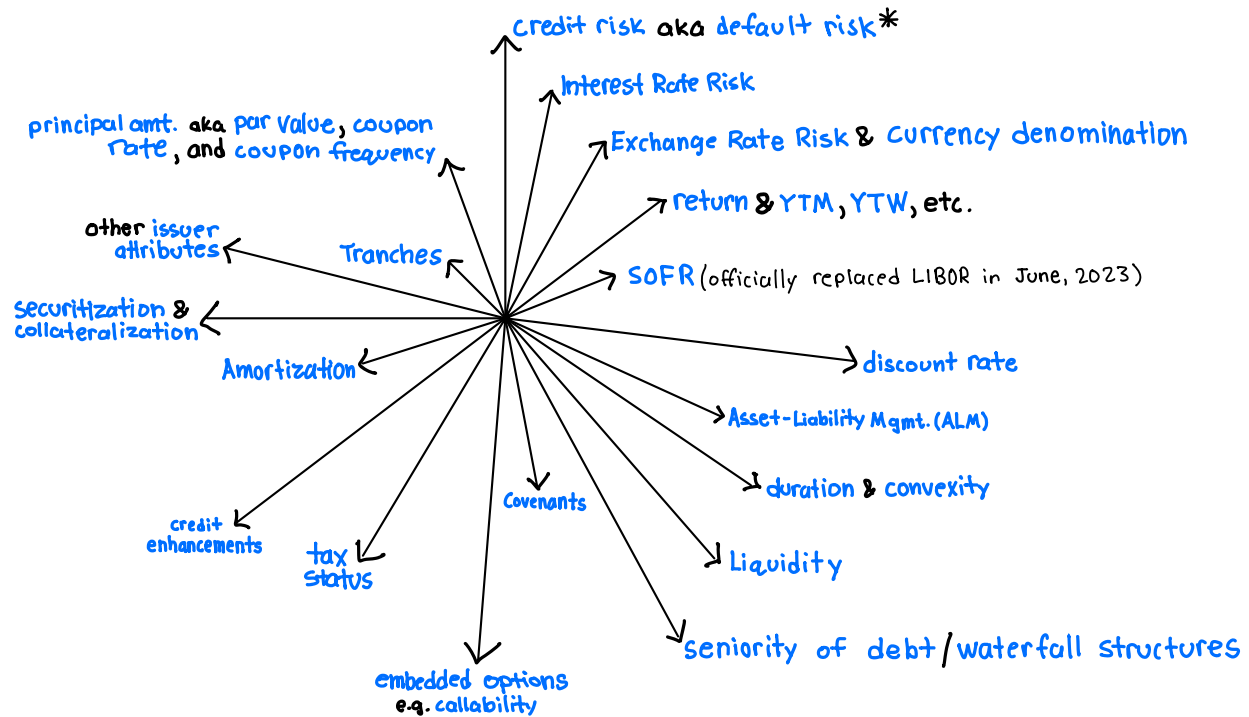 credit risk aka default risk*
Interest Rate Risk
principal amt. aka par value, coupon
rate, and coupon frequency
Exchange Rate Risk & currency denomination
return & YTM, YTW, etc.
other issuer
attributes
Tranches
SOFR (officially replaced LIBOR in June, 2023)
securitization &
collateralization
Amortization
discount rate
Asset-Liability Mgmt. (ALM)
duration & convexity
Covenants
credit
enhancements
tax
status
Liquidity
seniority of debt/waterfall structures
embedded options
e.g. callability